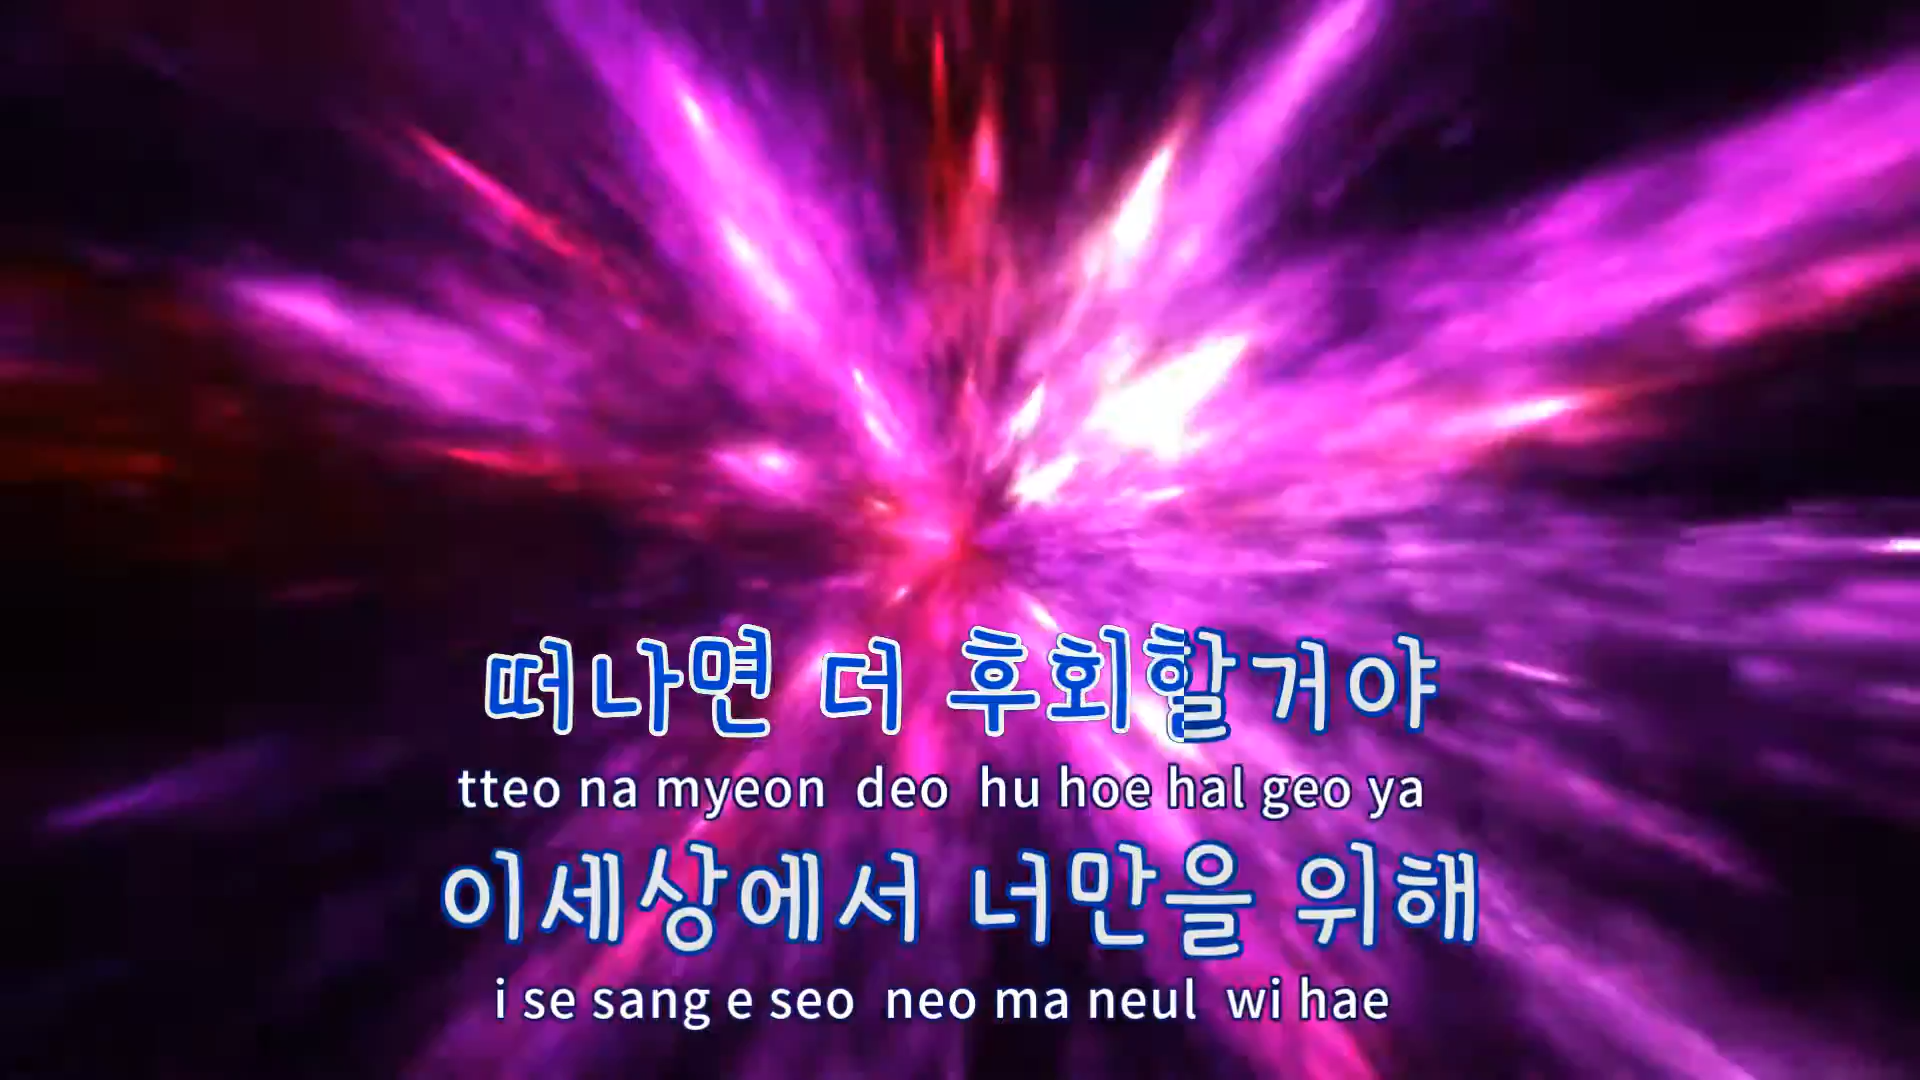 떠나면 더 후회할거야
tteo na myeon deo hu hoe hal geo ya
이세상에서 너만을 위해
i se sang e seo neo ma neul wi hae